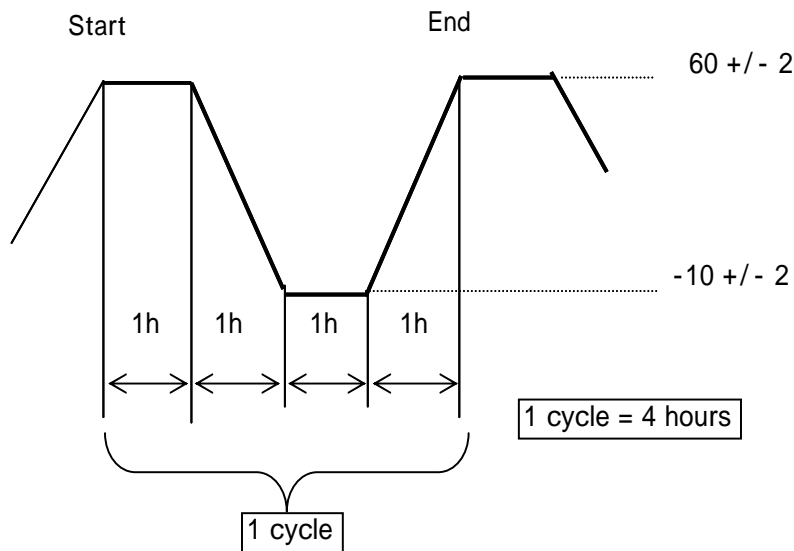 Start
End
60 +/- 2
-10 +/- 2
1h
1h
1h
1h
1 cycle = 4 hours
1 cycle